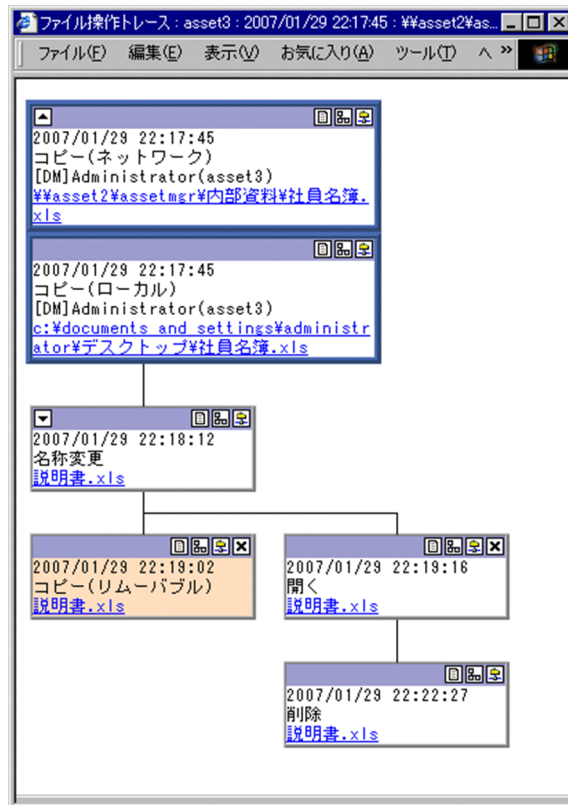 ファイル操作トレース : asset3 : 2007/01/29 22:17:45 : ¥¥asset2¥as...
ファイル(F) 編集(E) 表示(V) お気に入り(A) ツール(T) ヘ »
2007/01/29 22:17:45
コピー(ネットワーク)
[DM]Administrator(asset3)
¥¥asset2¥assetmgr¥内部資料¥社員名簿.
xls
2007/01/29 22:17:45
コピー(ローカル)
[DM]Administrator(asset3)
c:¥documents and settings¥administr
ator¥デスクトップ¥社員名簿.xls
2007/01/29 22:18:12
名称変更
説明書.xls
2007/01/29 22:19:02
コピー(リムーバブル)
説明書.xls
2007/01/29 22:19:16
開く
説明書.xls
2007/01/29 22:22:27
削除
説明書.xls